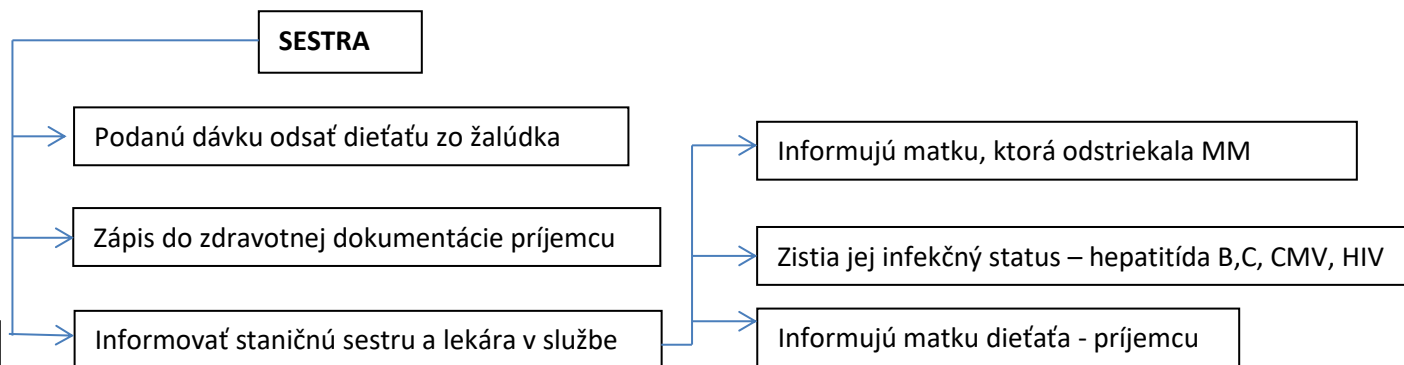 SESTRA
Podanú dávku odsať dieťaťu zo žalúdka
Zápis do zdravotnej dokumentácie príjemcu
Informovať staničnú sestru a lekára v službe
Informujú matku, ktorá odstriekala MM
Zistia jej infekčný status – hepatitída B,C, CMV, HIV
Informujú matku dieťaťa - príjemcu